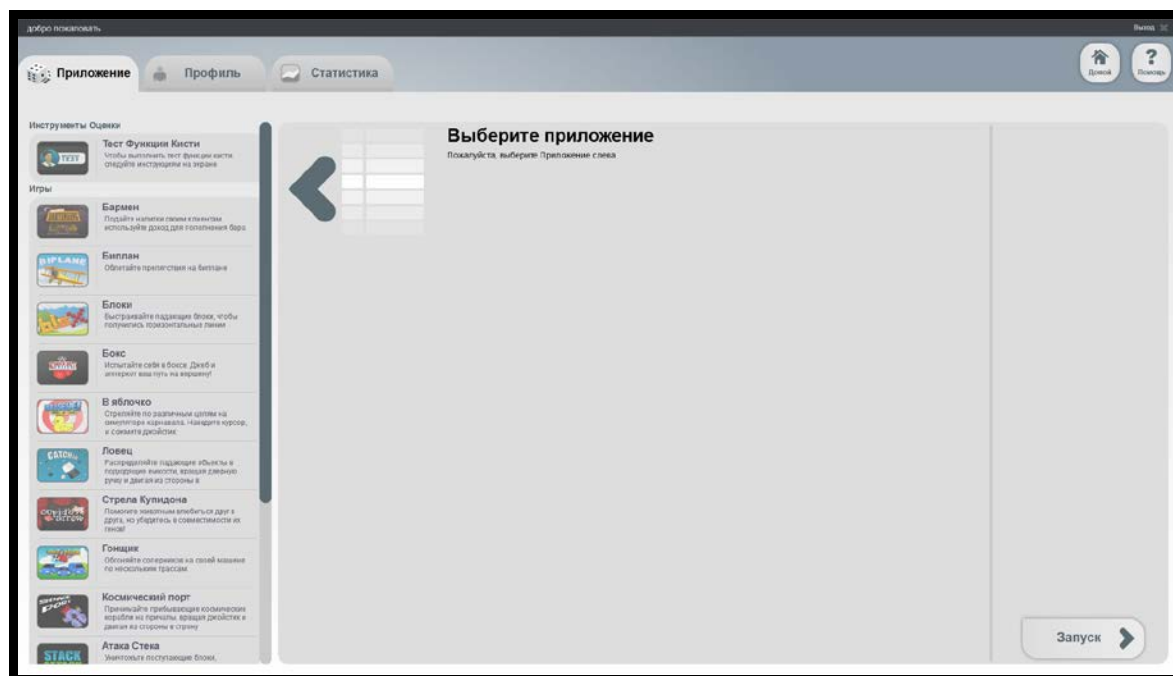 добро пожаловать
Выход
Приложение
Профиль
Статистика
Домой
Помощь
Инструменты Оценки
TEST
Тест Функции Кисти
Чтобы выполнить тест функции кисти
следуйте инструкциям на экране
Игры
Бармен
Подайте напитки своим клиентам
используйте доход для пополнения бара
BIPLANE
Биплан
Облетайте препятствия на биплане
Блоки
Выстраивайте падающие блоки, чтобы
получились горизонтальные линии
Бокс
Испытайте себя в боксе. Джеб и
апперкот ваш путь на вершину!
В яблочко
Стреляйте по различным целям на
симуляторе карнавала. Наведите курсор,
и сожмите джойстик
Ловец
Распределяйте падающие объекты в
подходящие емкости, вращая дверную
ручку и двигая из стороны в
Стрела Купидона
Помогите животным влюбиться друг в
друга, но убедитесь в совместимости их
генов!
Гонщик
Обгоняйте соперников на своей машине
по нескольким трассам
SPACE PORT
Космический порт
Принимайте прибывающие космические
корабли на причалы, вращая джойстик и
двигая из стороны в сторону
STACK
Атака Стека
Уничтожьте поступающие блоки,
Выберите приложение
Пожалуйста, выберите Приложение слева
Запуск